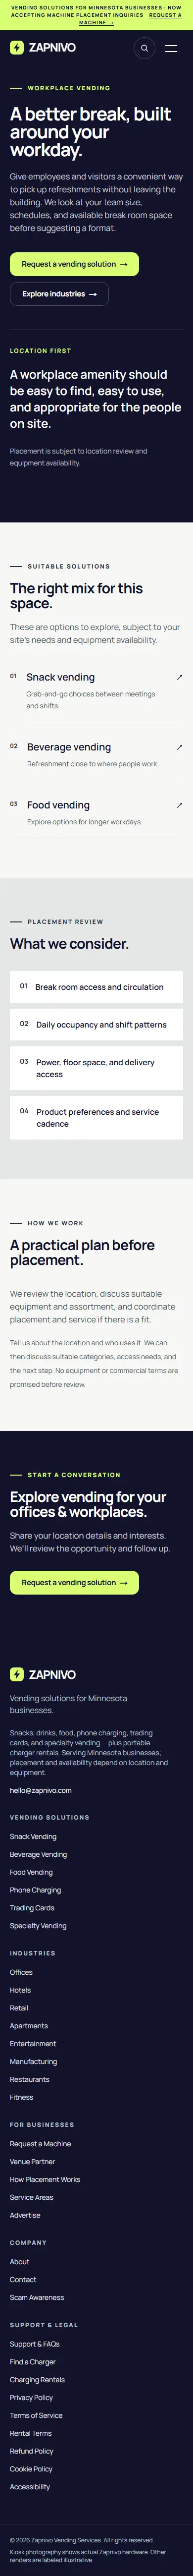 VENDING SOLUTIONS FOR MINNESOTA BUSINESSES · NOW
ACCEPTING MACHINE PLACEMENT INQUIRIES REQUEST A
MACHINE →
ZAPNIVO
WORKPLACE VENDING
A better break, built
around your
workday.
Give employees and visitors a convenient way
to pick up refreshments without leaving the
building. We look at your team size,
schedules, and available break room space
before suggesting a format.
Request a vending solution →
Explore industries →
LOCATION FIRST
A workplace amenity should
be easy to find, easy to use,
and appropriate for the people
on site.
Placement is subject to location review and
equipment availability.
SUITABLE SOLUTIONS
The right mix for this
space.
These are options to explore, subject to your
site's needs and equipment availability.
01 Snack vending ↗
Grab-and-go choices between meetings
and shifts.
02 Beverage vending ↗
Refreshment close to where people work.
03 Food vending ↗
Explore options for longer workdays.
PLACEMENT REVIEW
What we consider.
01 Break room access and circulation
02 Daily occupancy and shift patterns
03 Power, floor space, and delivery
access
04 Product preferences and service
cadence
HOW WE WORK
A practical plan before
placement.
We review the location, discuss suitable
equipment and assortment, and coordinate
placement and service if there is a fit.
Tell us about the location and who uses it. We can
then discuss suitable categories, access needs, and
the next step. No equipment or commercial terms are
promised before review.
START A CONVERSATION
Explore vending for your
offices & workplaces.
Share your location details and interests.
We'll review the opportunity and follow up.
Request a vending solution →
ZAPNIVO
Vending solutions for Minnesota
businesses.
Snacks, drinks, food, phone charging, trading
cards, and specialty vending — plus portable
charger rentals. Serving Minnesota businesses;
placement and availability depend on location and
equipment.
hello@zapnivo.com
VENDING SOLUTIONS
Snack Vending
Beverage Vending
Food Vending
Phone Charging
Trading Cards
Specialty Vending
INDUSTRIES
Offices
Hotels
Retail
Apartments
Entertainment
Manufacturing
Restaurants
Fitness
FOR BUSINESSES
Request a Machine
Venue Partner
How Placement Works
Service Areas
Advertise
COMPANY
About
Contact
Scam Awareness
SUPPORT & LEGAL
Support & FAQs
Find a Charger
Charging Rentals
Privacy Policy
Terms of Service
Rental Terms
Refund Policy
Cookie Policy
Accessibility
© 2026 Zapnivo Vending Services. All rights reserved.
Kiosk photography shows actual Zapnivo hardware. Other
renders are labeled illustrative.